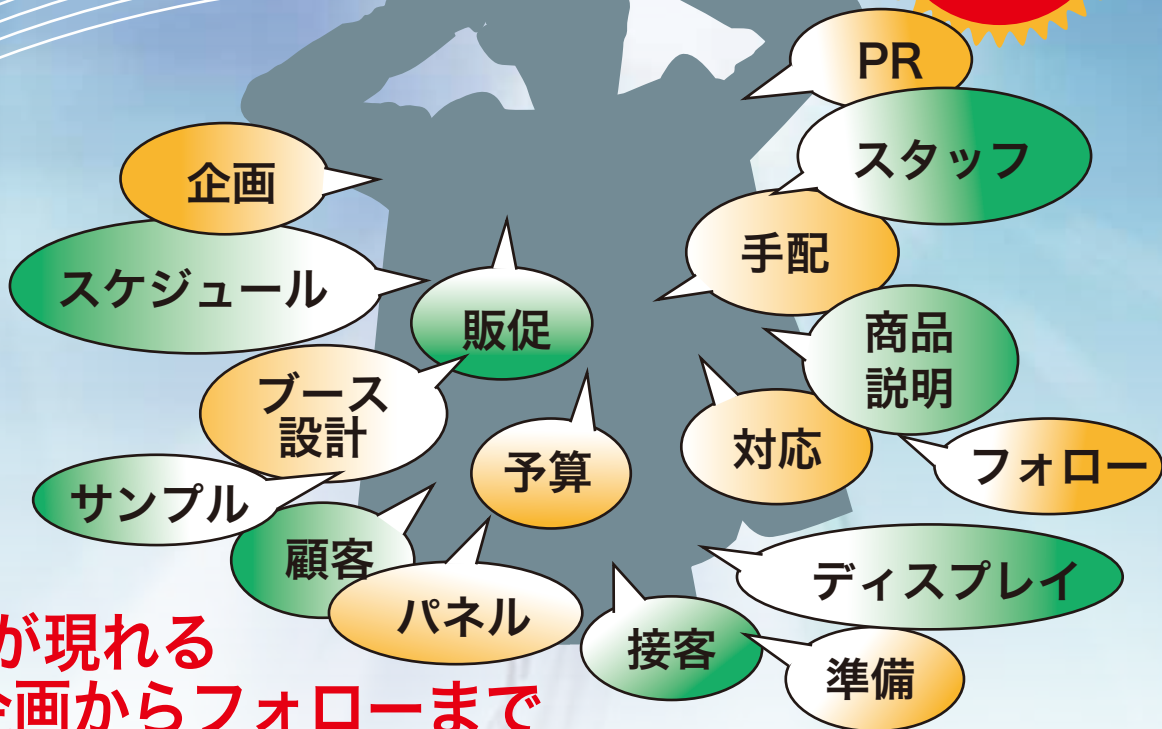 PR
スタッフ
企画
手配
スケジュール
販促
商品
説明
ブース
設計
対応
予算
フォロー
サンプル
顧客
ディスプレイ
パネル
接客
準備
が現れる
企画からフォローまで